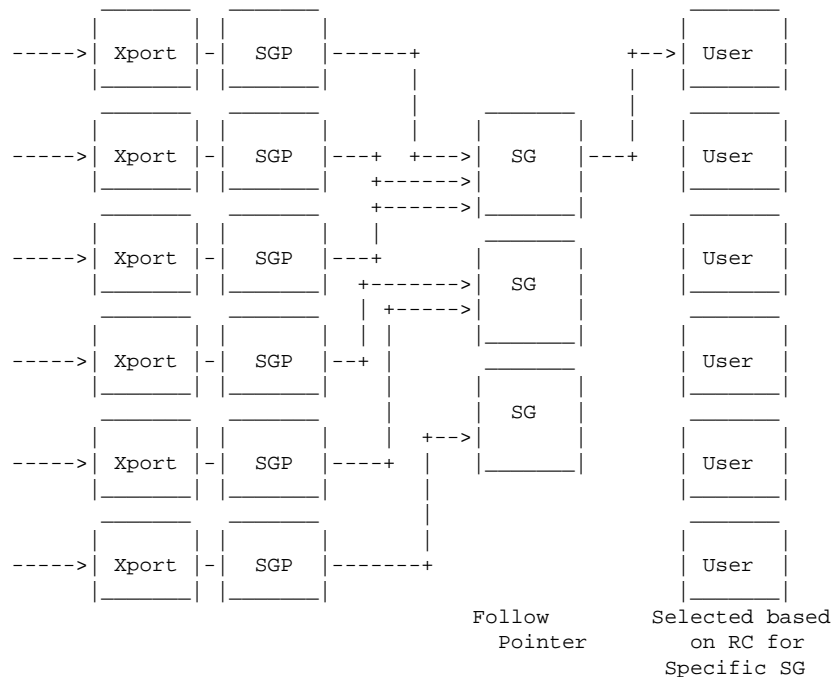 Xport SGP User
Xport SGP SG User
Xport SGP User
SG
Xport SGP User
SG
Xport SGP User
Xport SGP User
Follow Selected based
Pointer on RC for
Specific SG